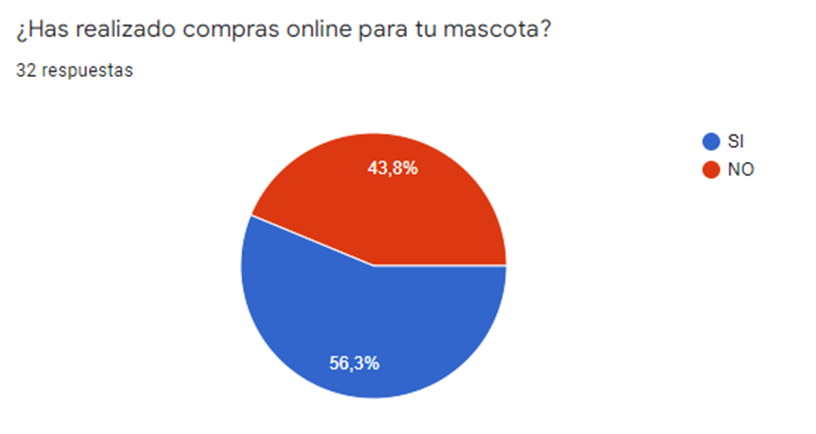 ¿Has realizado compras online para tu mascota?
32 respuestas
SI
NO
43,8%
56,3%